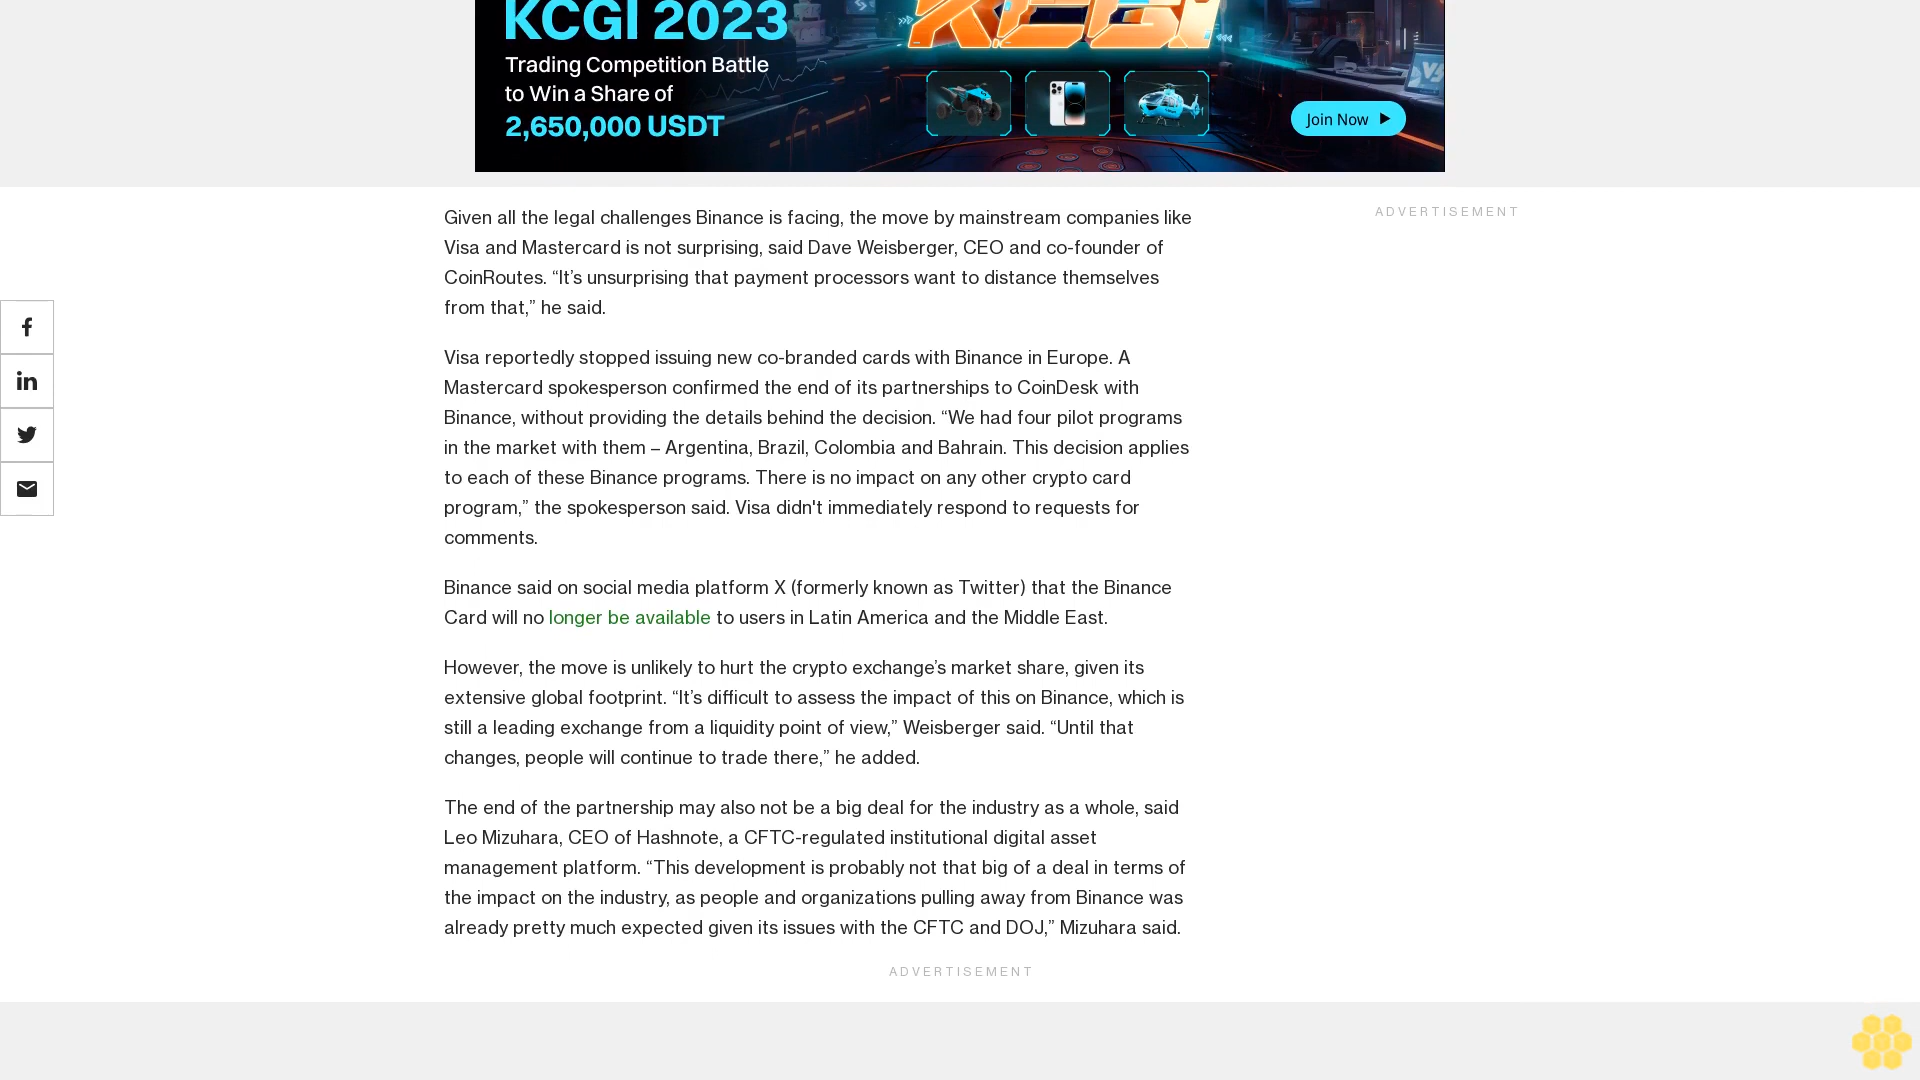 KCGI 2023
KCGI
Trading Competition Battle
to Win a Share of
2,650,000 USDT
VS
Join Now
Given all the legal challenges Binance is facing, the move by mainstream companies like
Visa and Mastercard is not surprising, said Dave Weisberger, CEO and co-founder of
CoinRoutes. “It’s unsurprising that payment processors want to distance themselves
from that,” he said.
ADVERTISEMENT
Visa reportedly stopped issuing new co-branded cards with Binance in Europe. A
Mastercard spokesperson confirmed the end of its partnerships to CoinDesk with
Binance, without providing the details behind the decision. “We had four pilot programs
in the market with them – Argentina, Brazil, Colombia and Bahrain. This decision applies
to each of these Binance programs. There is no impact on any other crypto card
program,” the spokesperson said. Visa didn't immediately respond to requests for
comments.
Binance said on social media platform X (formerly known as Twitter) that the Binance
Card will no longer be available to users in Latin America and the Middle East.
However, the move is unlikely to hurt the crypto exchange’s market share, given its
extensive global footprint. “It’s difficult to assess the impact of this on Binance, which is
still a leading exchange from a liquidity point of view,” Weisberger said. “Until that
changes, people will continue to trade there,” he added.
The end of the partnership may also not be a big deal for the industry as a whole, said
Leo Mizuhara, CEO of Hashnote, a CFTC-regulated institutional digital asset
management platform. “This development is probably not that big of a deal in terms of
the impact on the industry, as people and organizations pulling away from Binance was
already pretty much expected given its issues with the CFTC and DOJ,” Mizuhara said.
ADVERTISEMENT